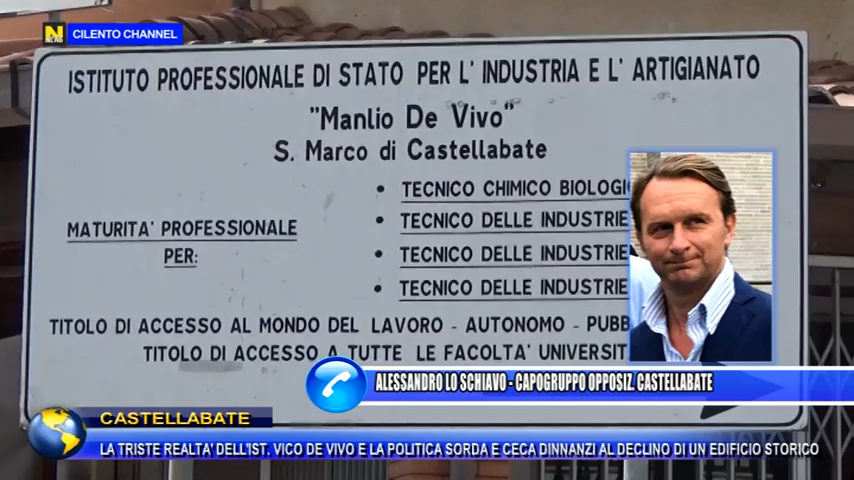 CILENTO CHANNEL
ISTITUTO PROFESSIONALE DI STATO PER L' INDUSTRIA E L' ARTIGIANATO
"Manlio De Vivo"
S. Marco di Castellabate
MATURITA' PROFESSIONALE
PER:
• TECNICO CHIMICO BIOLOGI
• TECNICO DELLE INDUSTRIE
• TECNICO DELLE INDUSTRIE
• TECNICO DELLE INDUSTRIE
TITOLO DI ACCESSO AL MONDO DEL LAVORO - AUTONOMO - PUBB
TITOLO DI ACCESSO A TUTTE LE FACOLTA' UNIVERSIT
ALESSANDRO LO SCHIAVO - CAPOGRUPPO OPPOSIZ. CASTELLABATE
CASTELLABATE
LA TRISTE REALTA' DELL'IST. VICO DE VIVO E LA POLITICA SORDA E CECA DINNANZI AL DECLINO DI UN EDIFICIO STORICO